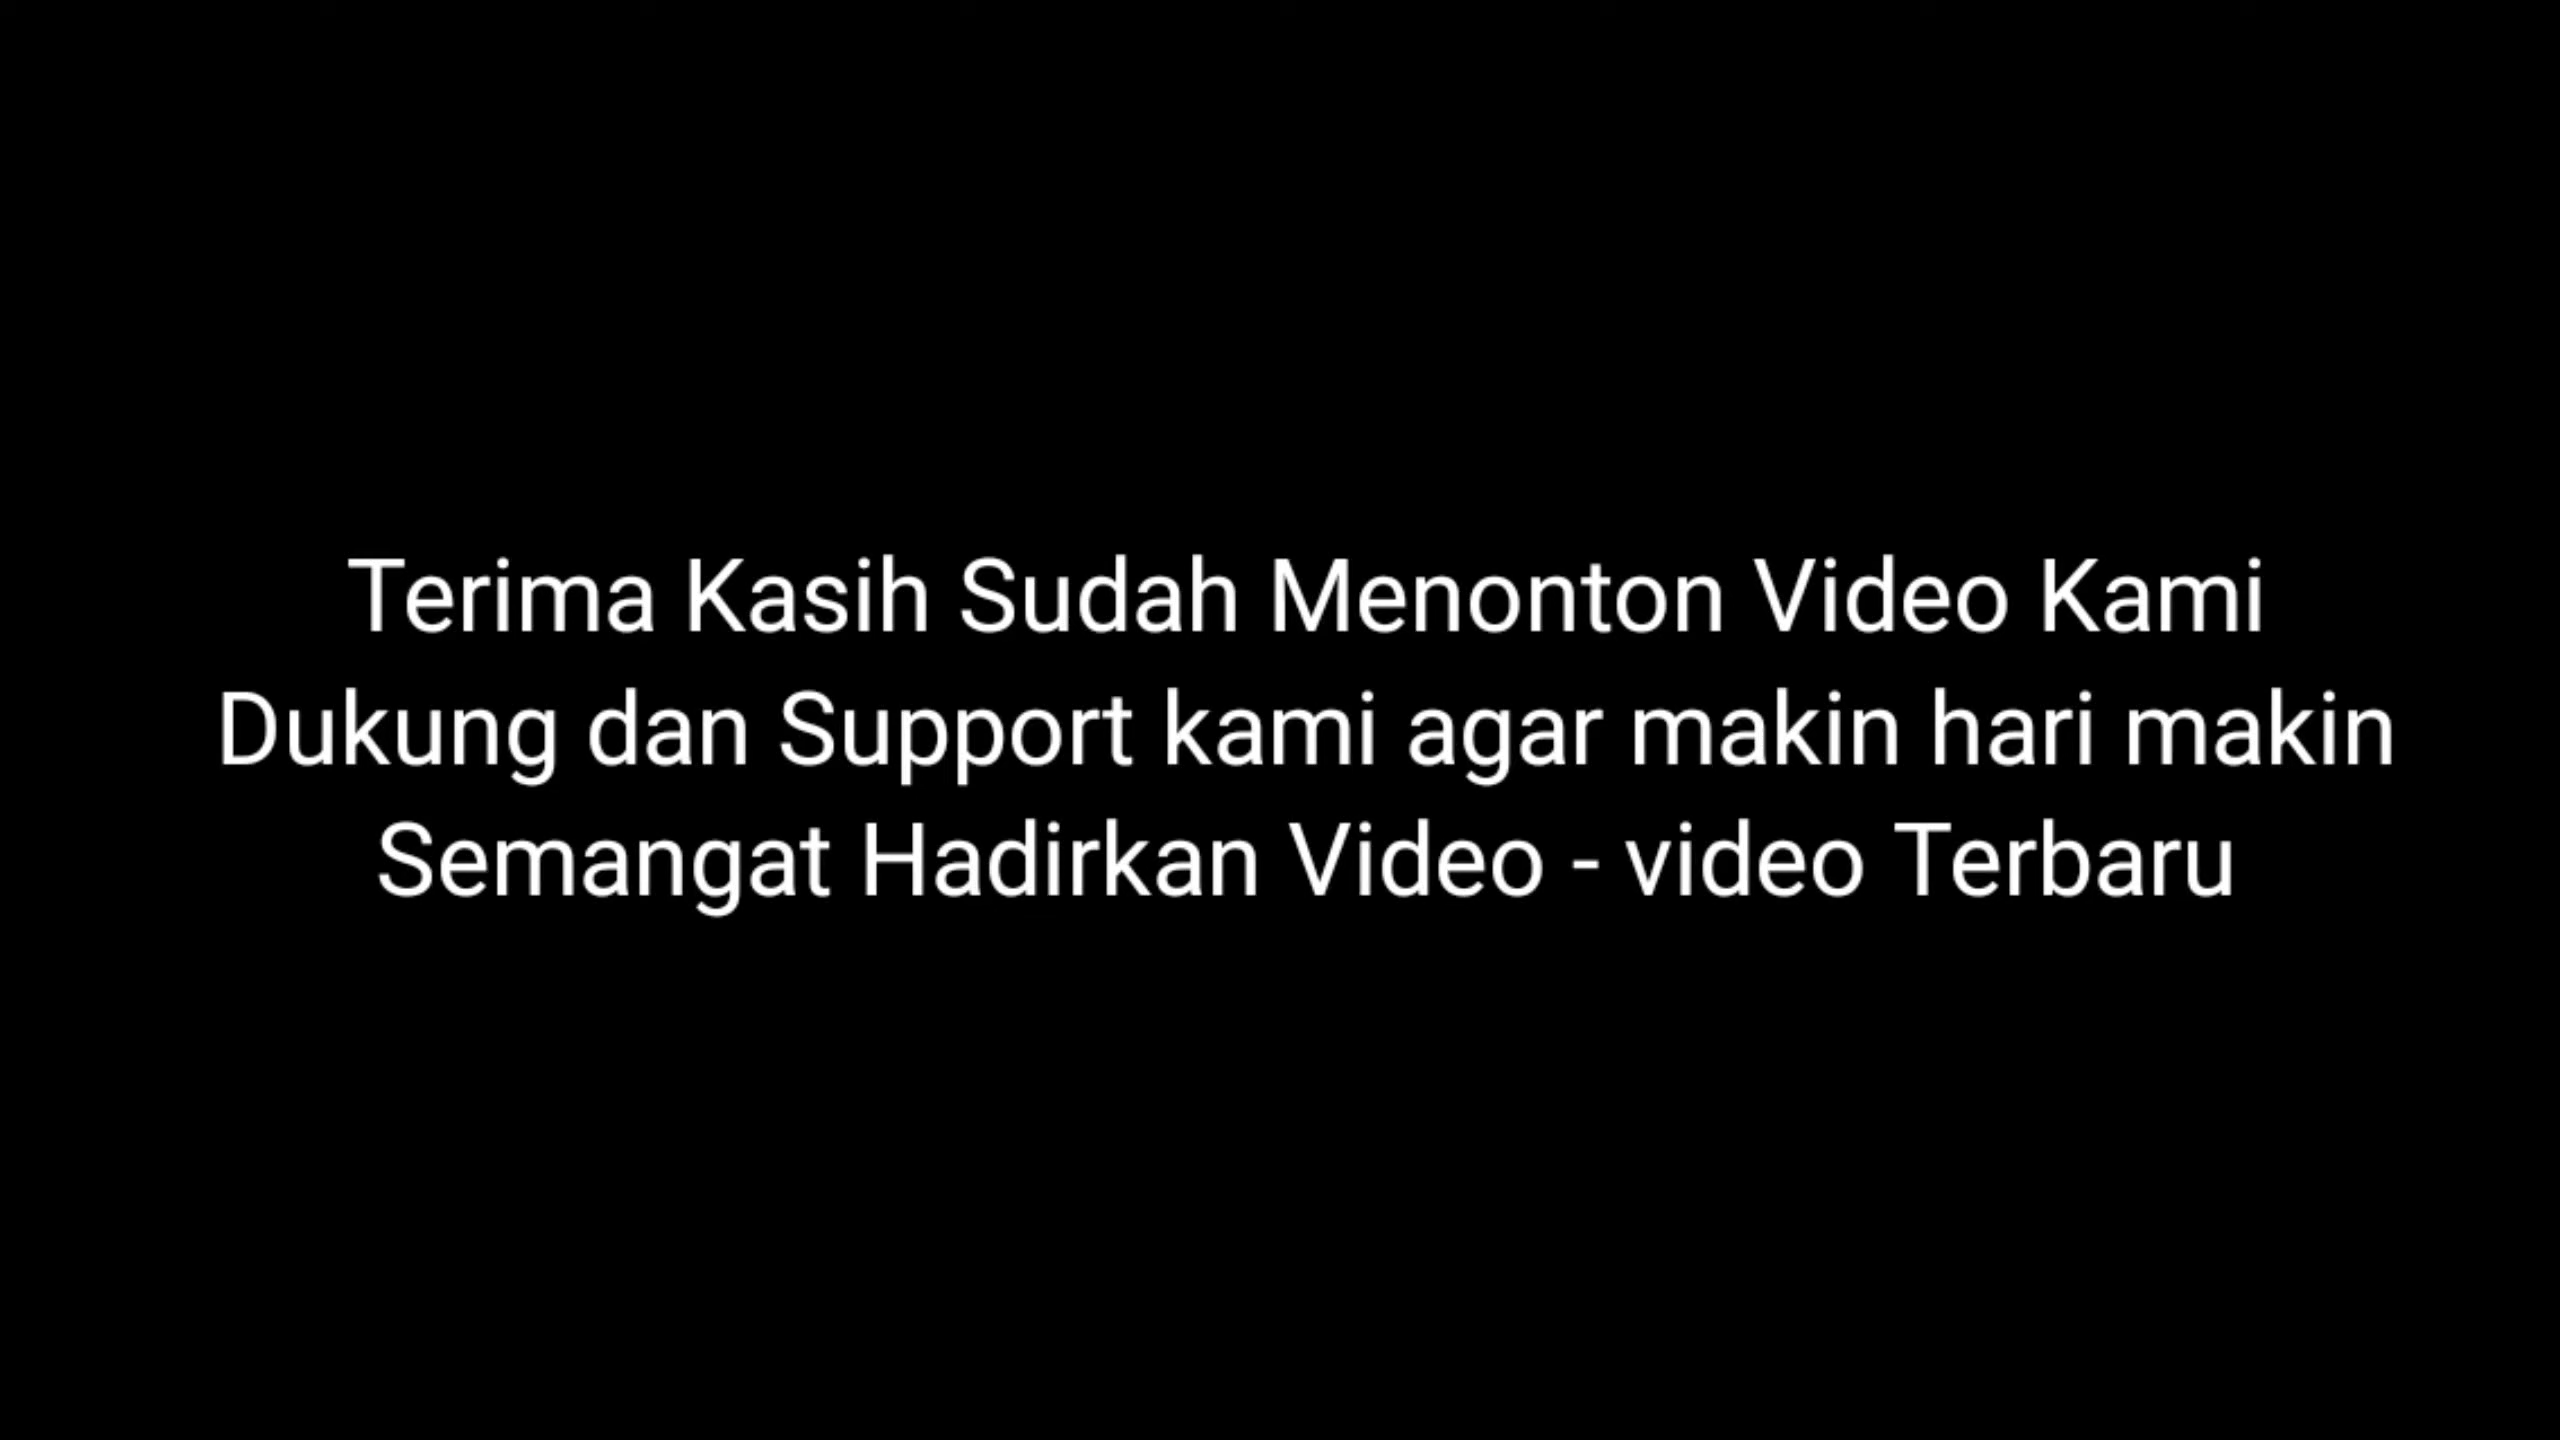 Terima Kasih Sudah Menonton Video Kami
Dukung dan Support kami agar makin hari makin
Semangat Hadirkan Video - video Terbaru